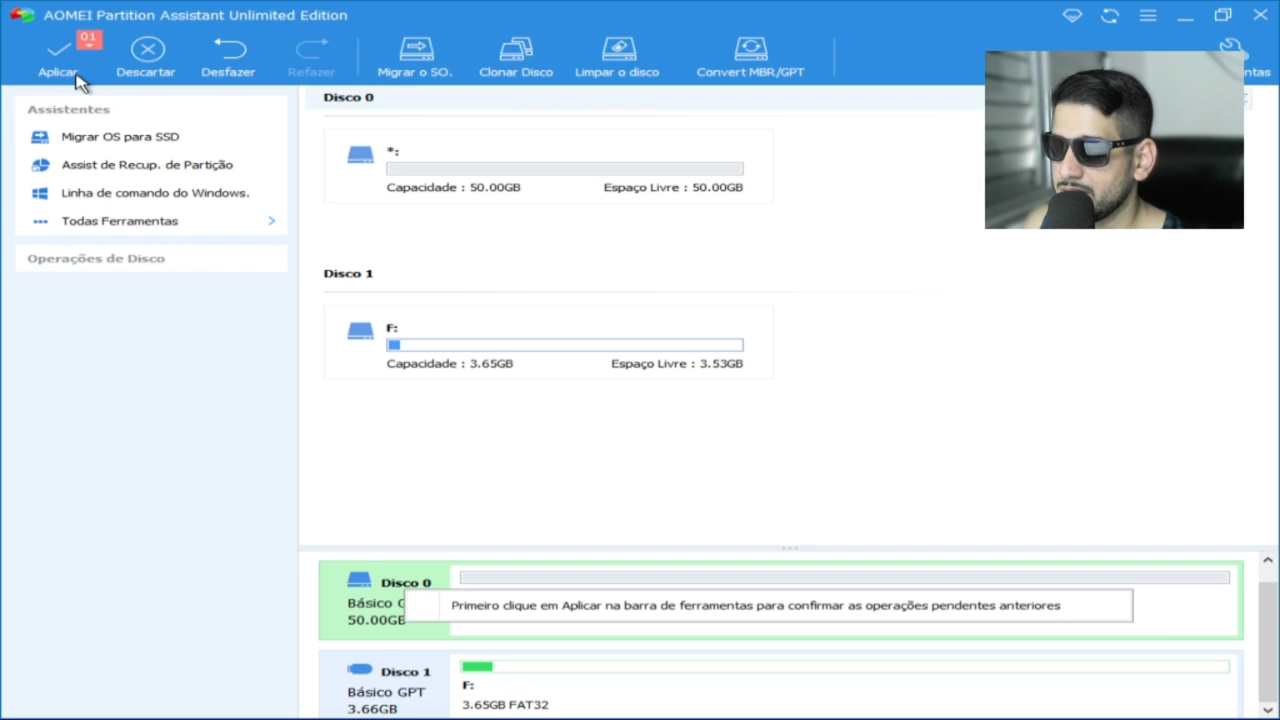 AOMEI Partition Assistant Unlimited Edition
01
Aplicar
Descartar
Desfazer
Refazer
Migrar o SO.
Clonar Disco
Limpar o disco
Convert MBR/GPT
Assistentes
Migrar OS para SSD
Assist de Recup. de Partição
Linha de comando do Windows.
Todas Ferramentas
Operações de Disco
Disco 0
*:
Capacidade : 50.00GB
Espaço Livre : 50.00GB
Disco 1
F:
Capacidade : 3.65GB
Espaço Livre : 3.53GB
Disco 0
Básico
50.00GB
Primeiro clique em Aplicar na barra de ferramentas para confirmar as operações pendentes anteriores
Disco 1
Básico GPT
3.66GB
F:
3.65GB FAT32